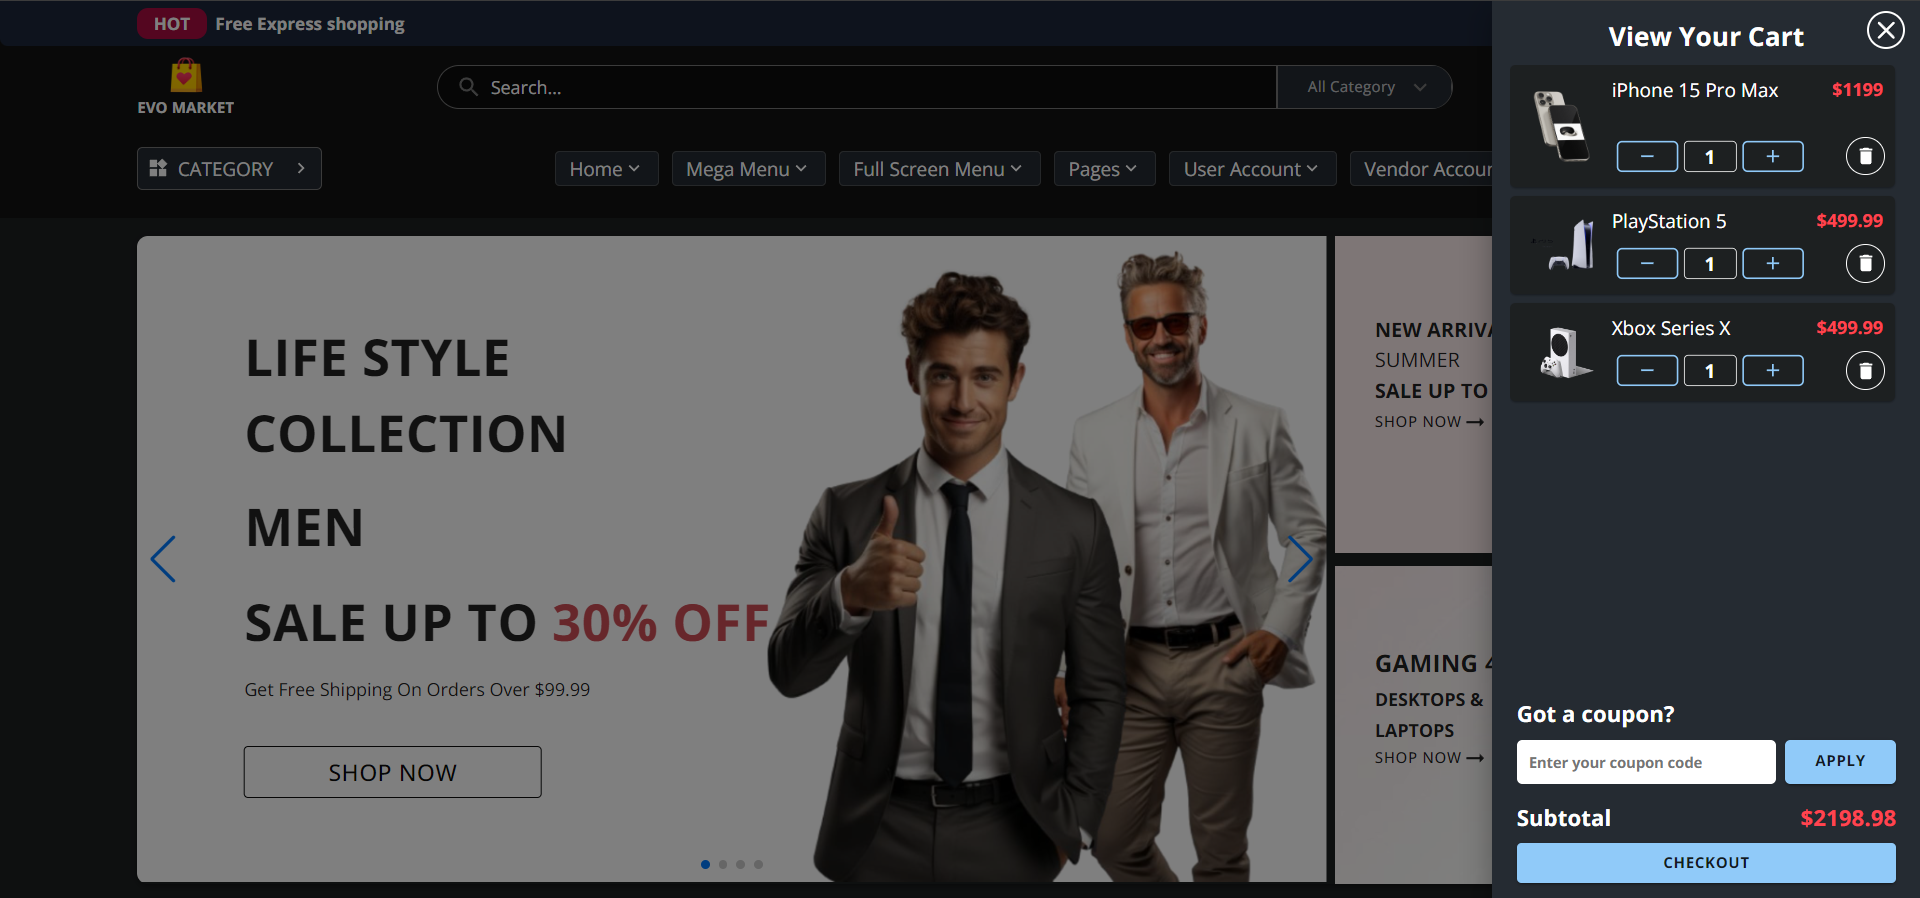 HOT Free Express shopping
EVO MARKET
Search...
All Category
CATEGORY
Home
Mega Menu
Full Screen Menu
Pages
User Account
Vendor Accoun
LIFE STYLE
COLLECTION
MEN
SALE UP TO 30% OFF
Get Free Shipping On Orders Over $99.99
SHOP NOW
NEW ARRIVA
SUMMER
SALE UP TO
SHOP NOW
GAMING 4
DESKTOPS &
LAPTOPS
SHOP NOW
View Your Cart
iPhone 15 Pro Max $1199
1
PlayStation 5 $499.99
1
Xbox Series X $499.99
1
Got a coupon?
Enter your coupon code
APPLY
Subtotal $2198.98
CHECKOUT